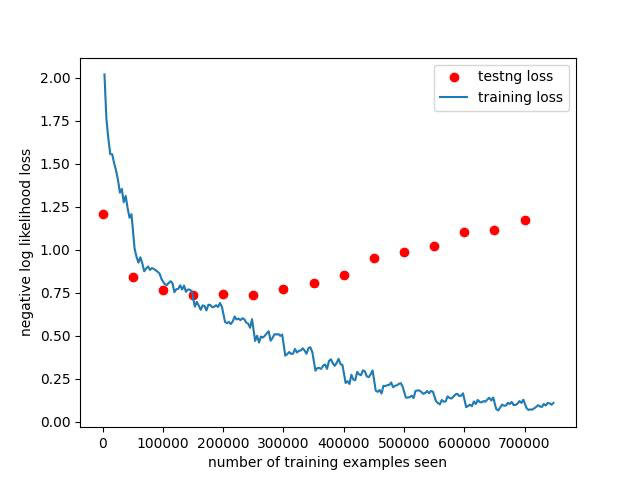 testng loss
training loss
negative log likelihood loss
2.00
1.75
1.50
1.25
1.00
0.75
0.50
0.25
0.00
0 100000 200000 300000 400000 500000 600000 700000
number of training examples seen